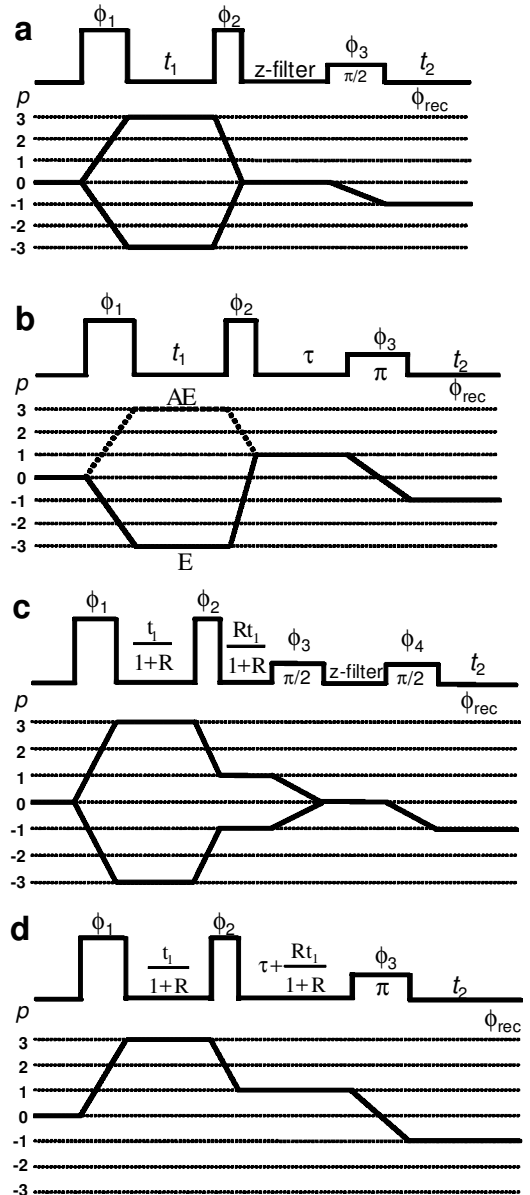 a
ϕ1 ϕ2
t1 z-filter ϕ3 π/2 t2
p ϕrec
3
2
1
0
-1
-2
-3
b
ϕ1 ϕ2
t1 τ ϕ3 π t2
p ϕrec
AE
3
2
1
0
-1
-2
-3
E
c
ϕ1 ϕ2 ϕ3 ϕ4
t1/1+R Rt1/1+R π/2 z-filter π/2 t2
p ϕrec
3
2
1
0
-1
-2
-3
d
ϕ1 ϕ2 ϕ3
t1/1+R τ+Rt1/1+R π t2
p ϕrec
3
2
1
0
-1
-2
-3